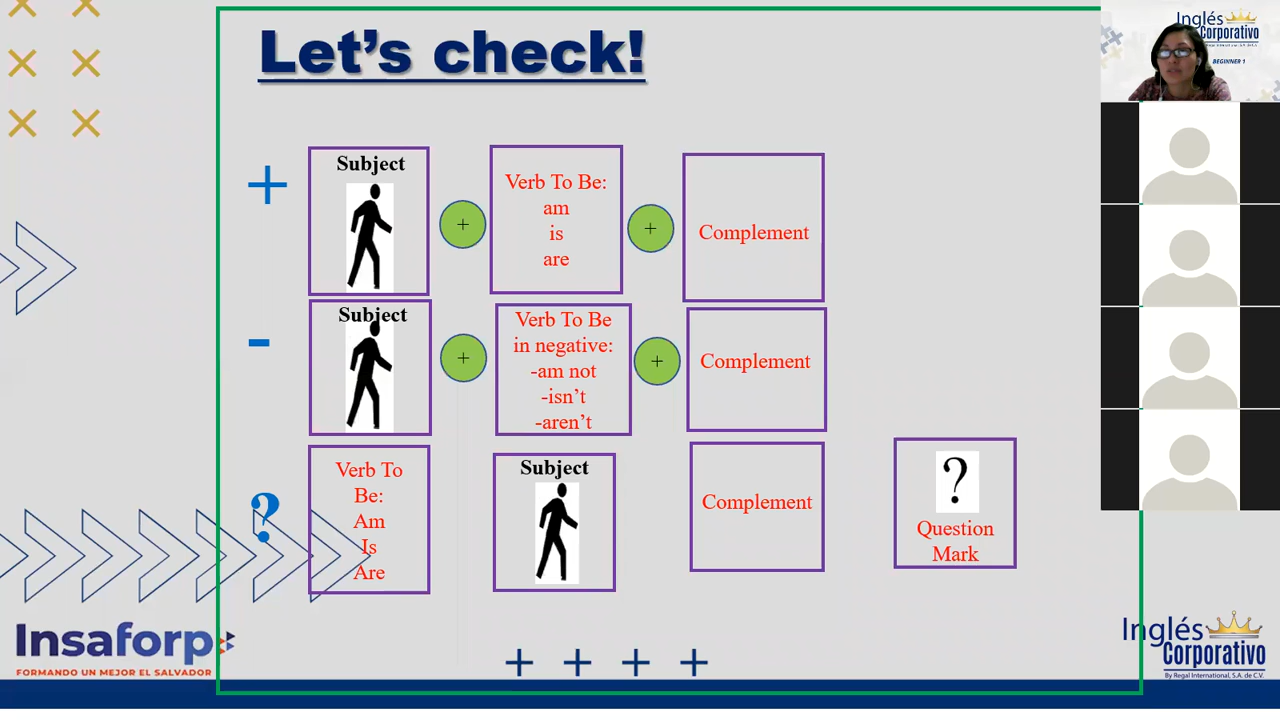 Let's check!
+
Subject
+
Verb To Be:
am
is
are
+
Complement
-
Subject
+
Verb To Be
in negative:
-am not
-isn't
-aren't
+
Complement
?
Verb To
Be:
Am
Is
Are
Subject
Complement
?
Question
Mark
Inglés
Corporativo
BEGINNER 1
Insaforp
FORMANDO UN MEJOR EL SALVADOR
Inglés
Corporativo
By Regal International, S.A. de C.V.